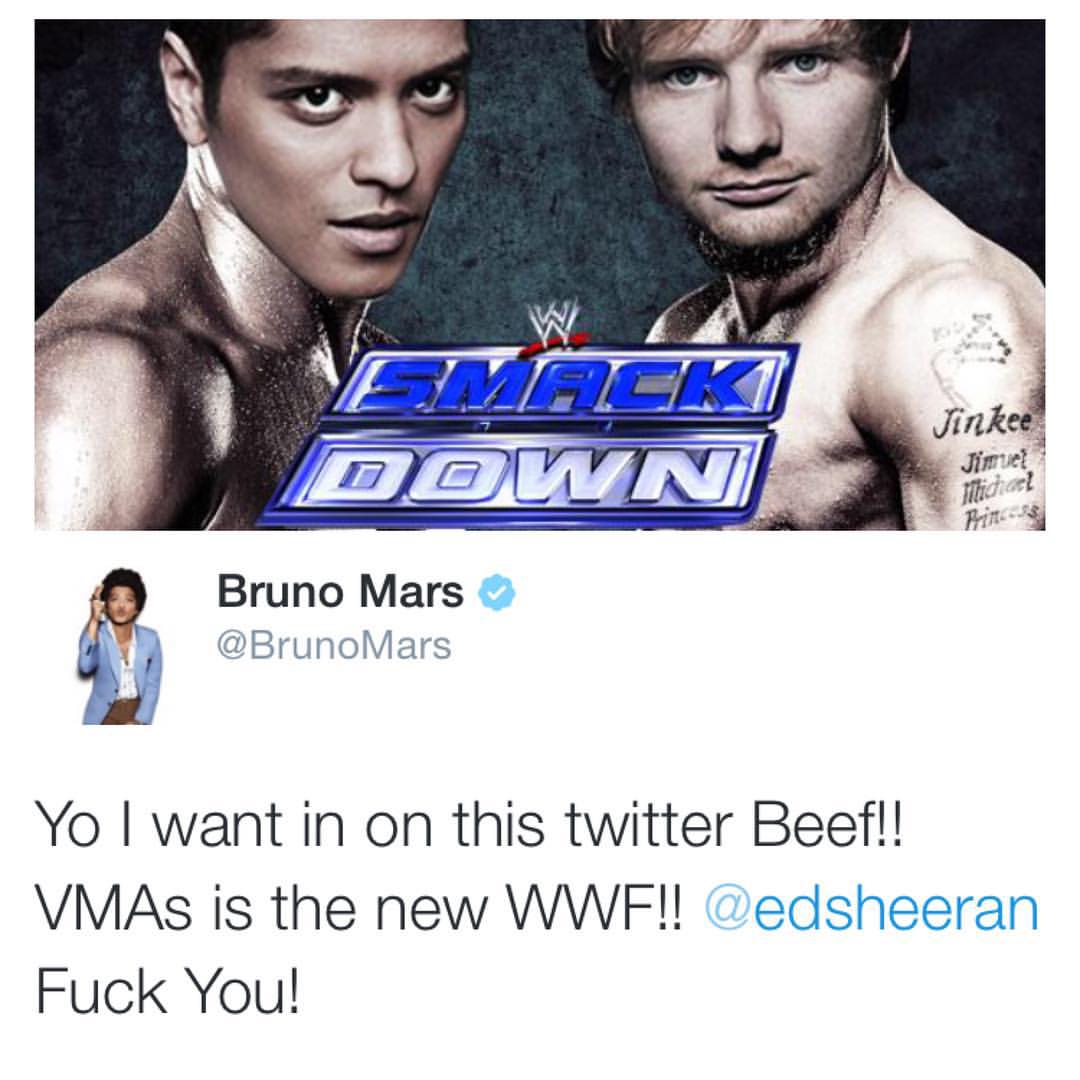 W
SMACK
DOWN
Jinkee
Jimuel
Michael
Princess
Bruno Mars
@BrunoMars
Yo I want in on this twitter Beef!!
VMAs is the new WWF!! @edsheeran
Fuck You!